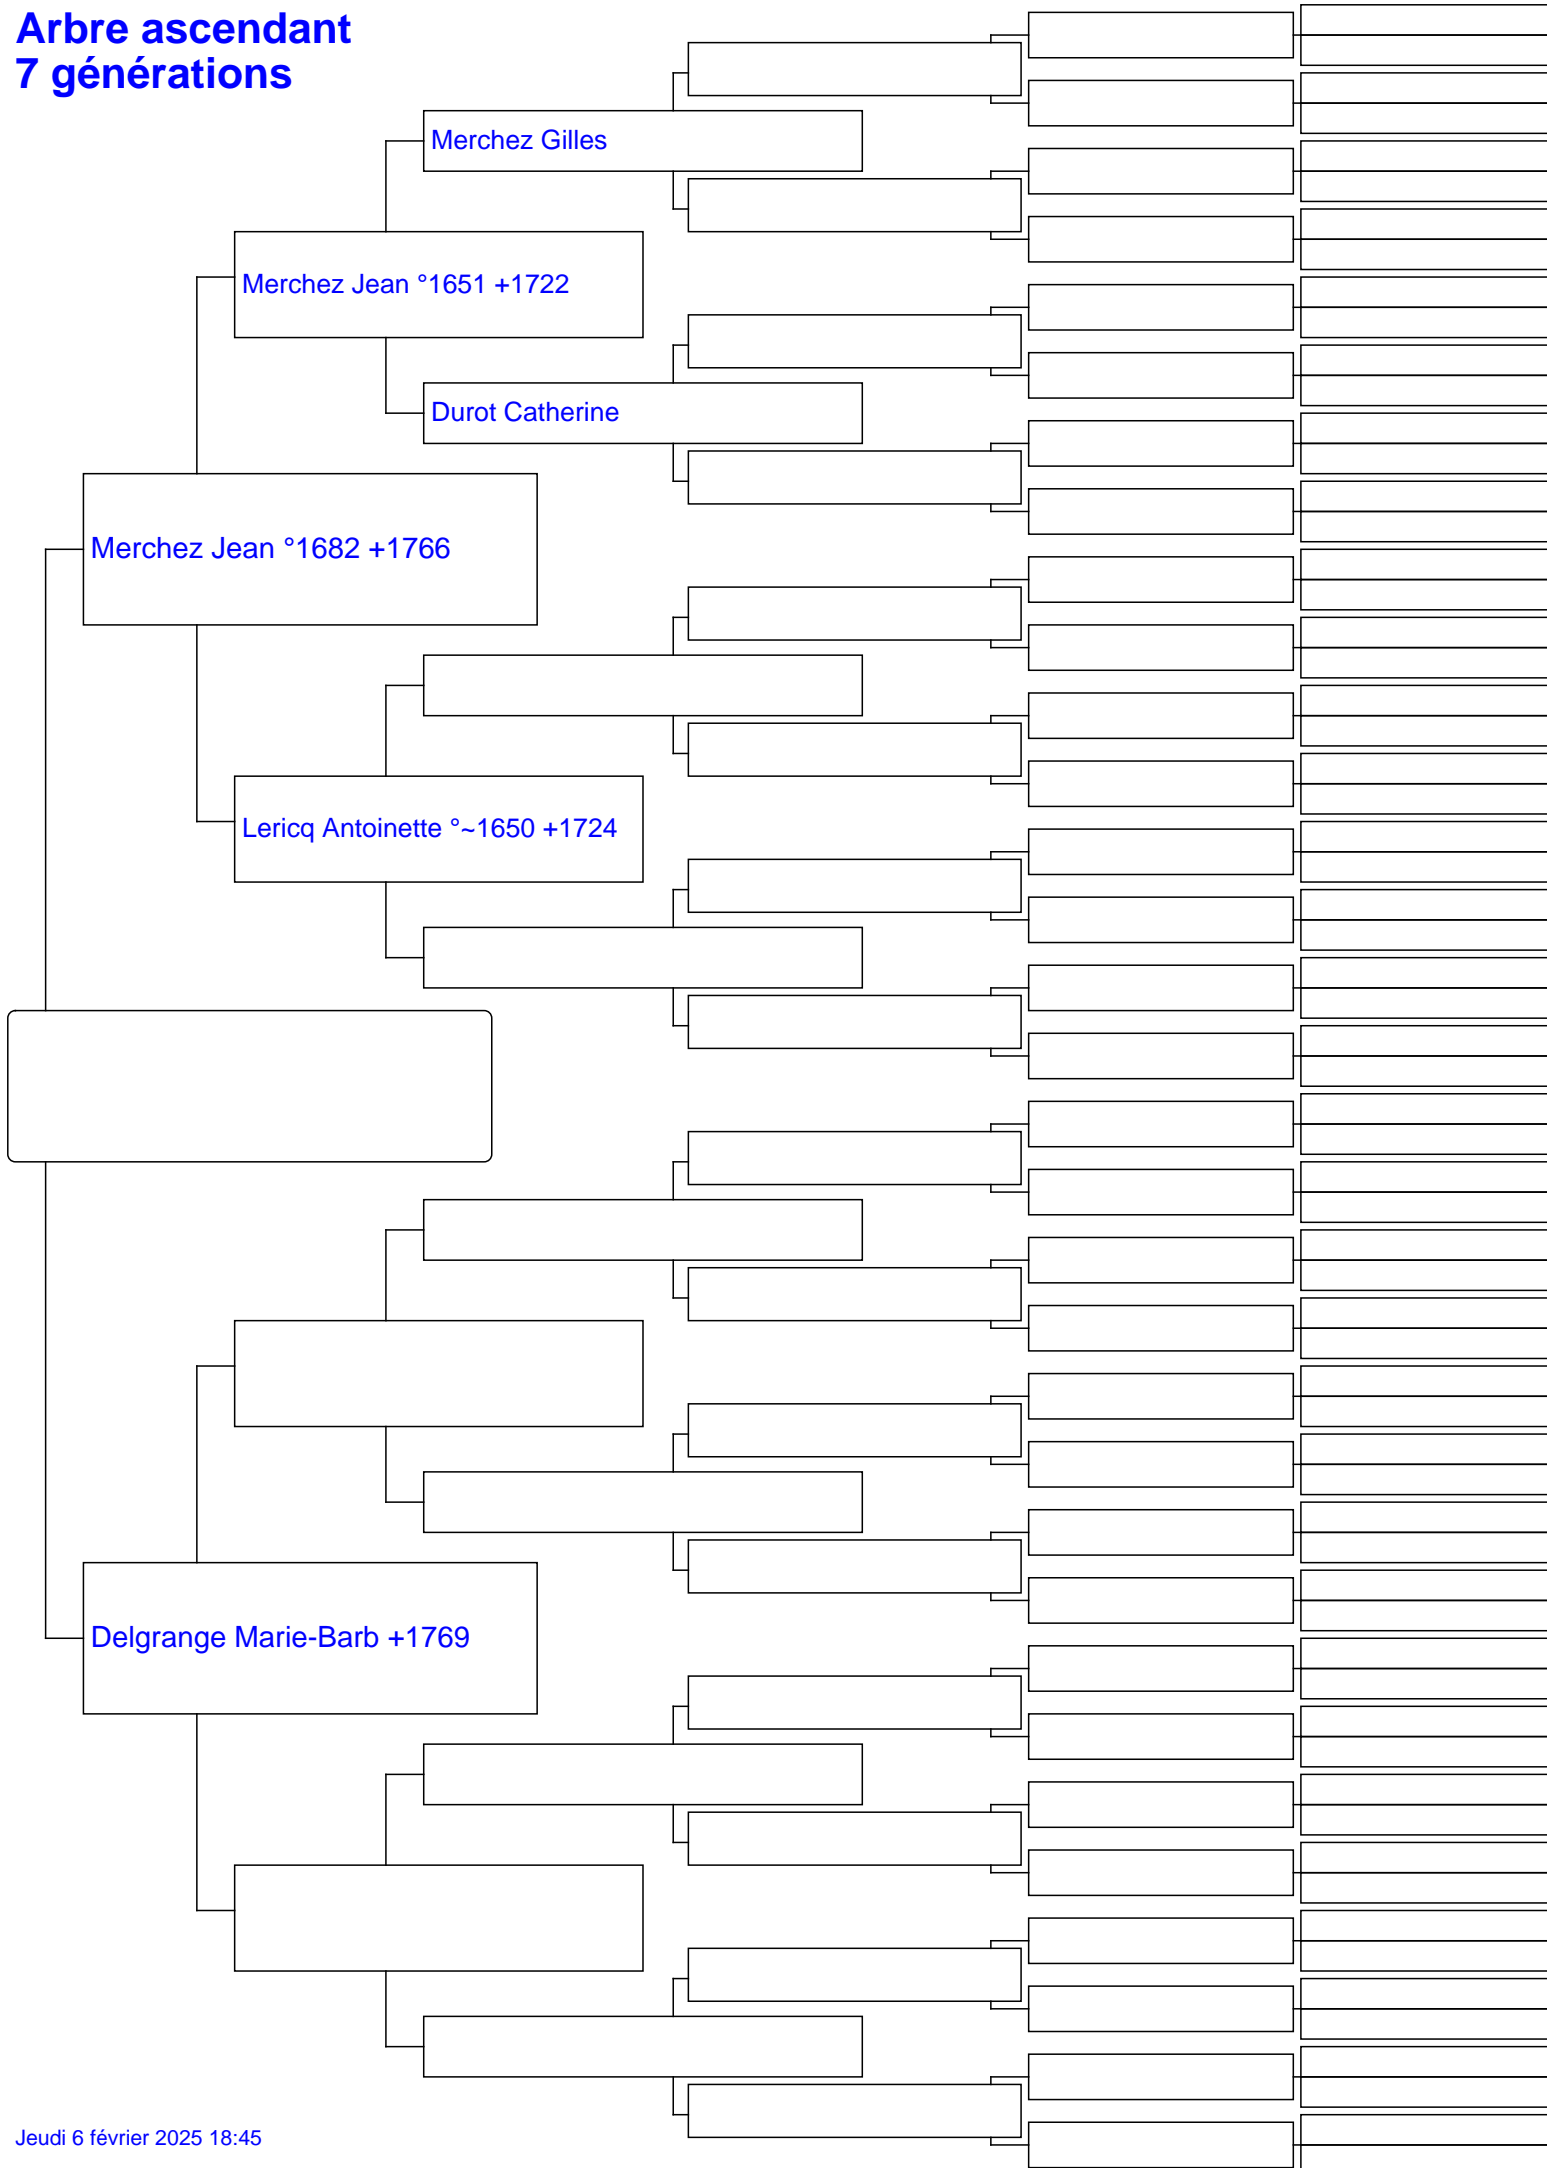 Arbre ascendant
7 générations
Merchez Gilles
Merchez Jean °1651 +1722
Durot Catherine
Merchez Jean °1682 +1766
Lericq Antoinette °~1650 +1724
Delgrange Marie-Barb +1769
Jeudi 6 février 2025 18:45